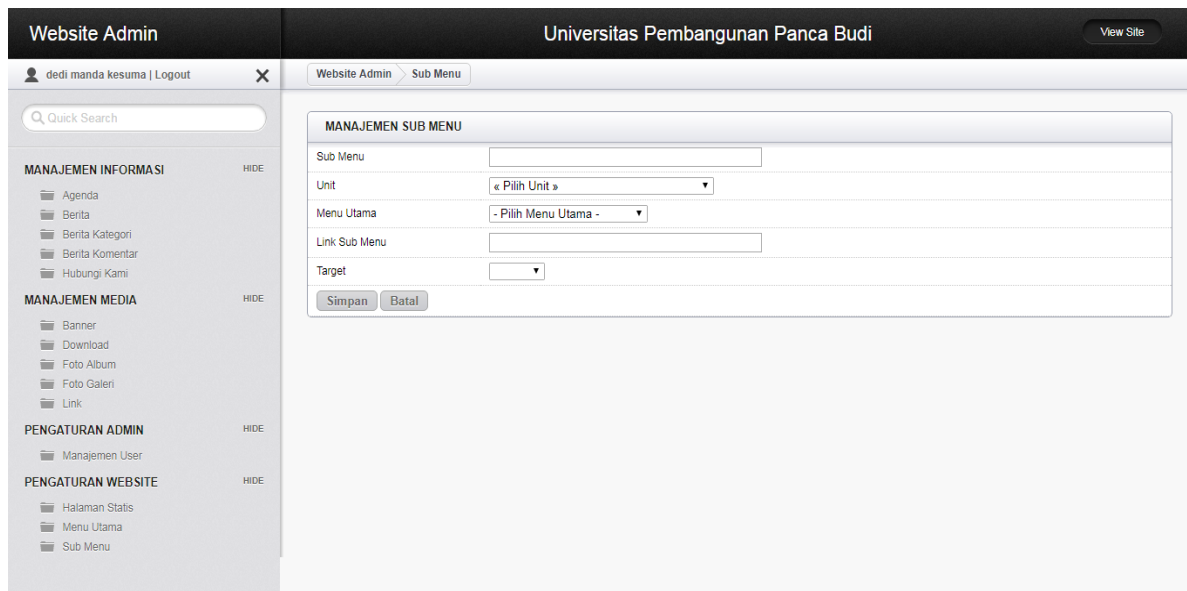 Website Admin
Universitas Pembangunan Panca Budi
View Site
dedi manda kesuma | Logout
Website Admin
Sub Menu
Quick Search
MANAJEMEN INFORMASI HIDE
Agenda
Berita
Berita Kategori
Berita Komentar
Hubungi Kami
MANAJEMEN MEDIA HIDE
Banner
Download
Foto Album
Foto Galeri
Link
PENGATURAN ADMIN HIDE
Manajemen User
PENGATURAN WEBSITE HIDE
Halaman Statis
Menu Utama
Sub Menu
MANAJEMEN SUB MENU
Sub Menu
Unit « Pilih Unit »
Menu Utama - Pilih Menu Utama -
Link Sub Menu
Target
Simpan Batal